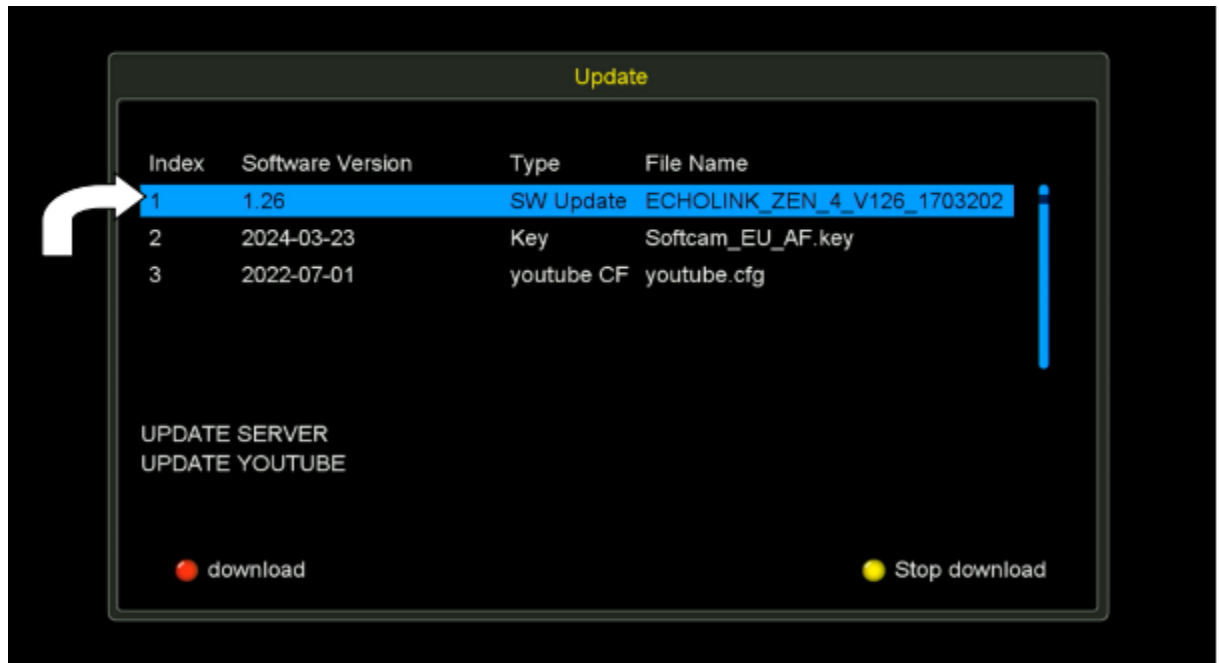 Update
Index Software Version Type File Name
1 1.26 SW Update ECHOLINK_ZEN_4_V126_1703202
2 2024-03-23 Key Softcam_EU_AF.key
3 2022-07-01 youtube CF youtube.cfg
UPDATE SERVER
UPDATE YOUTUBE
download Stop download